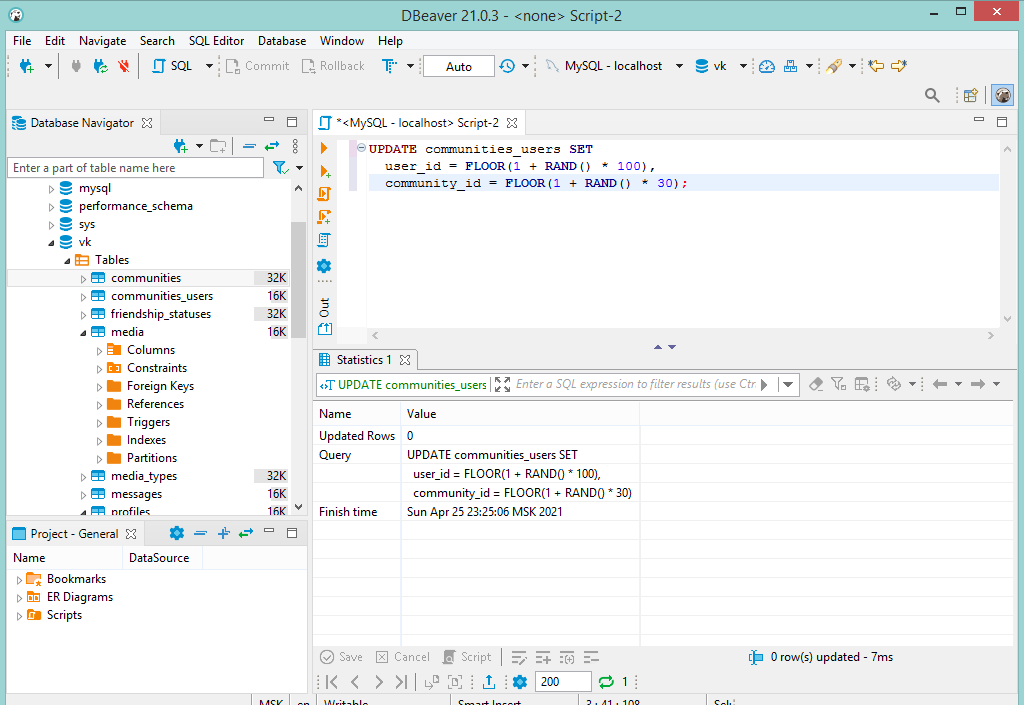 DBeaver 21.0.3 - <none> Script-2
File Edit Navigate Search SQL Editor Database Window Help
SQL Commit Rollback Auto MySQL - localhost vk
Database Navigator
Enter a part of table name here
mysql
performance_schema
sys
vk
Tables
communities 32K
communities_users 16K
friendship_statuses 32K
media 16K
Columns
Constraints
Foreign Keys
References
Triggers
Indexes
Partitions
media_types 32K
messages 16K
profiles 16K
Project - General
Name DataSource
Bookmarks
ER Diagrams
Scripts
*<MySQL - localhost> Script-2
UPDATE communities_users SET
user_id = FLOOR(1 + RAND() * 100),
community_id = FLOOR(1 + RAND() * 30);
Out
Statistics 1
UPDATE communities_users Enter a SQL expression to filter results (use Ctr
Name Value
Updated Rows 0
Query UPDATE communities_users SET
user_id = FLOOR(1 + RAND() * 100),
community_id = FLOOR(1 + RAND() * 30)
Finish time Sun Apr 25 23:25:06 MSK 2021
Save Cancel Script 0 row(s) updated - 7ms
200 1
MSK en Writable Smart Insert 3 : 41 : 108